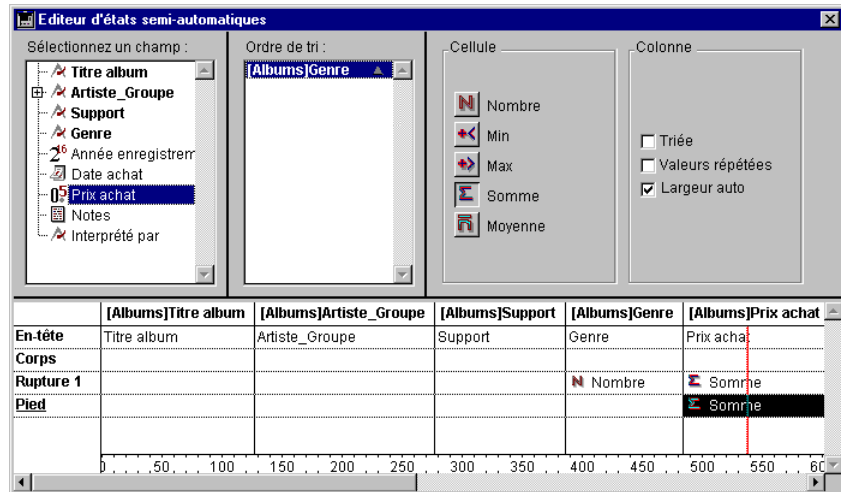 Editeur d'états semi-automatiques
Sélectionnez un champ :
Titre album
Artiste_Groupe
Support
Genre
Année enregistrem
Date achat
Prix achat
Notes
Interprété par
Ordre de tri :
[Albums]Genre
Cellule
Nombre
Min
Max
Somme
Moyenne
Colonne
Triée
Valeurs répétées
Largeur auto
[Albums]Titre album [Albums]Artiste_Groupe [Albums]Support [Albums]Genre [Albums]Prix achat
En-tête Titre album Artiste_Groupe Support Genre Prix achat
Corps
Rupture 1 N Nombre Σ Somme
Pied Σ Somme
0 50 100 150 200 250 300 350 400 450 500 550 60